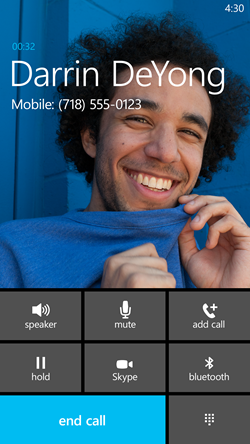 4:30
00:32
Darrin DeYong
Mobile: (718) 555-0123
speaker mute add call
hold Skype bluetooth
end call